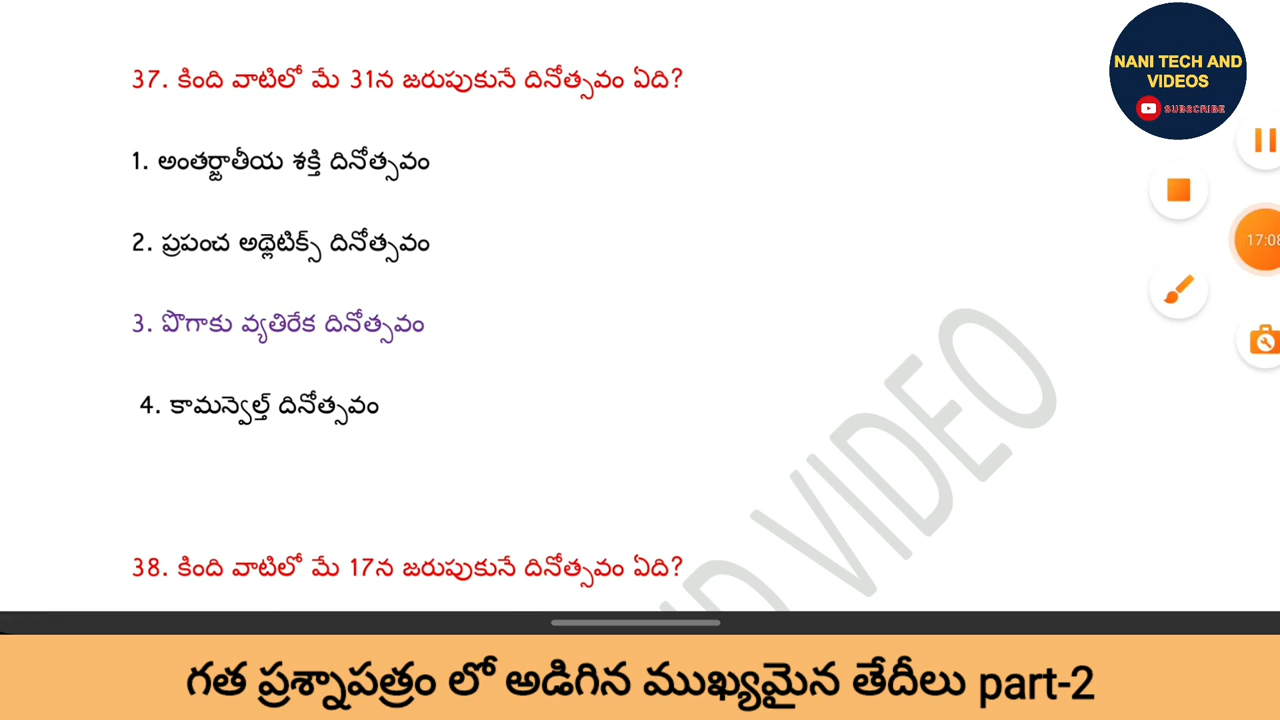 37. కింది వాటిలో మే 31న జరుపుకునే దినోత్సవం ఏది?
NANI TECH AND
VIDEOS
SUBSCRIBE
1. అంతర్జాతీయ శక్తి దినోత్సవం
2. ప్రపంచ అథ్లెటిక్స్ దినోత్సవం
17:08
3. పొగాకు వ్యతిరేక దినోత్సవం
4. కామన్వెల్త్ దినోత్సవం
38. కింది వాటిలో మే 17న జరుపుకునే దినోత్సవం ఏది?
VIDEO
గత ప్రశ్నాపత్రం లో అడిగిన ముఖ్యమైన తేదీలు part-2